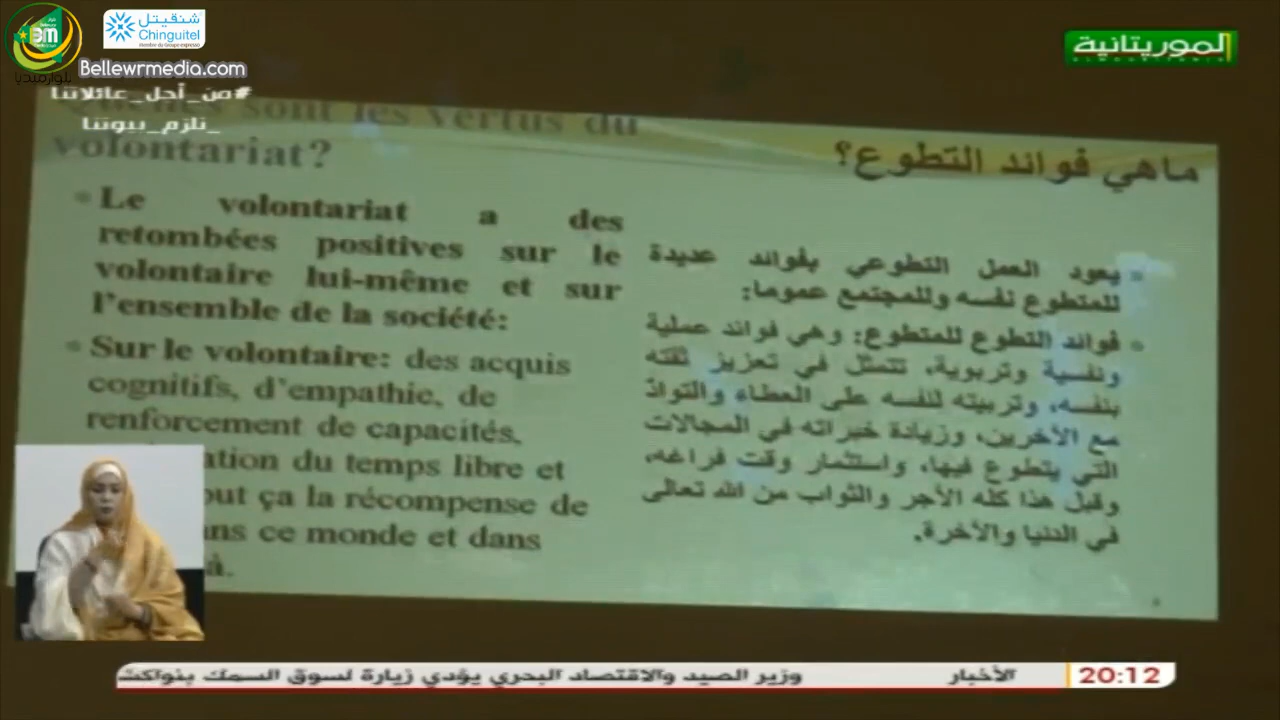 شنقيتل
Chinguitel
Bellewrmedia.com
#من_أجل_عائلاتنا
_نلزم_بيوتنا
الموريتانية
sont les vertus du
volontariat?
Le volontariat a des
retombées positives sur le
volontaire lui-même et sur
l'ensemble de la société:
Sur le volontaire: des acquis
cognitifs, d'empathie, de
renforcement de capacités,
ation du temps libre et
out ça la récompense de
ns ce monde et dans
à.
ماهي فوائد التطوع؟
يعود العمل التطوعي بفوائد عديدة
للمتطوع نفسه وللمجتمع عموما:
فوائد التطوع للمتطوع: وهي فوائد عملية
ونفسية وتربوية، تتمثل في تعزيز ثقته
بنفسه، وتربيته لنفسه على العطاء والتوادّ
مع الآخرين، وزيادة خبراته في المجالات
التي يتطوع فيها، واستثمار وقت فراغه،
وقبل هذا كله الأجر والثواب من الله تعالى
في الدنيا والآخرة.
20:12 الأخبار وزير الصيد والاقتصاد البحري يؤدي زيارة لسوق السمك بنواكش